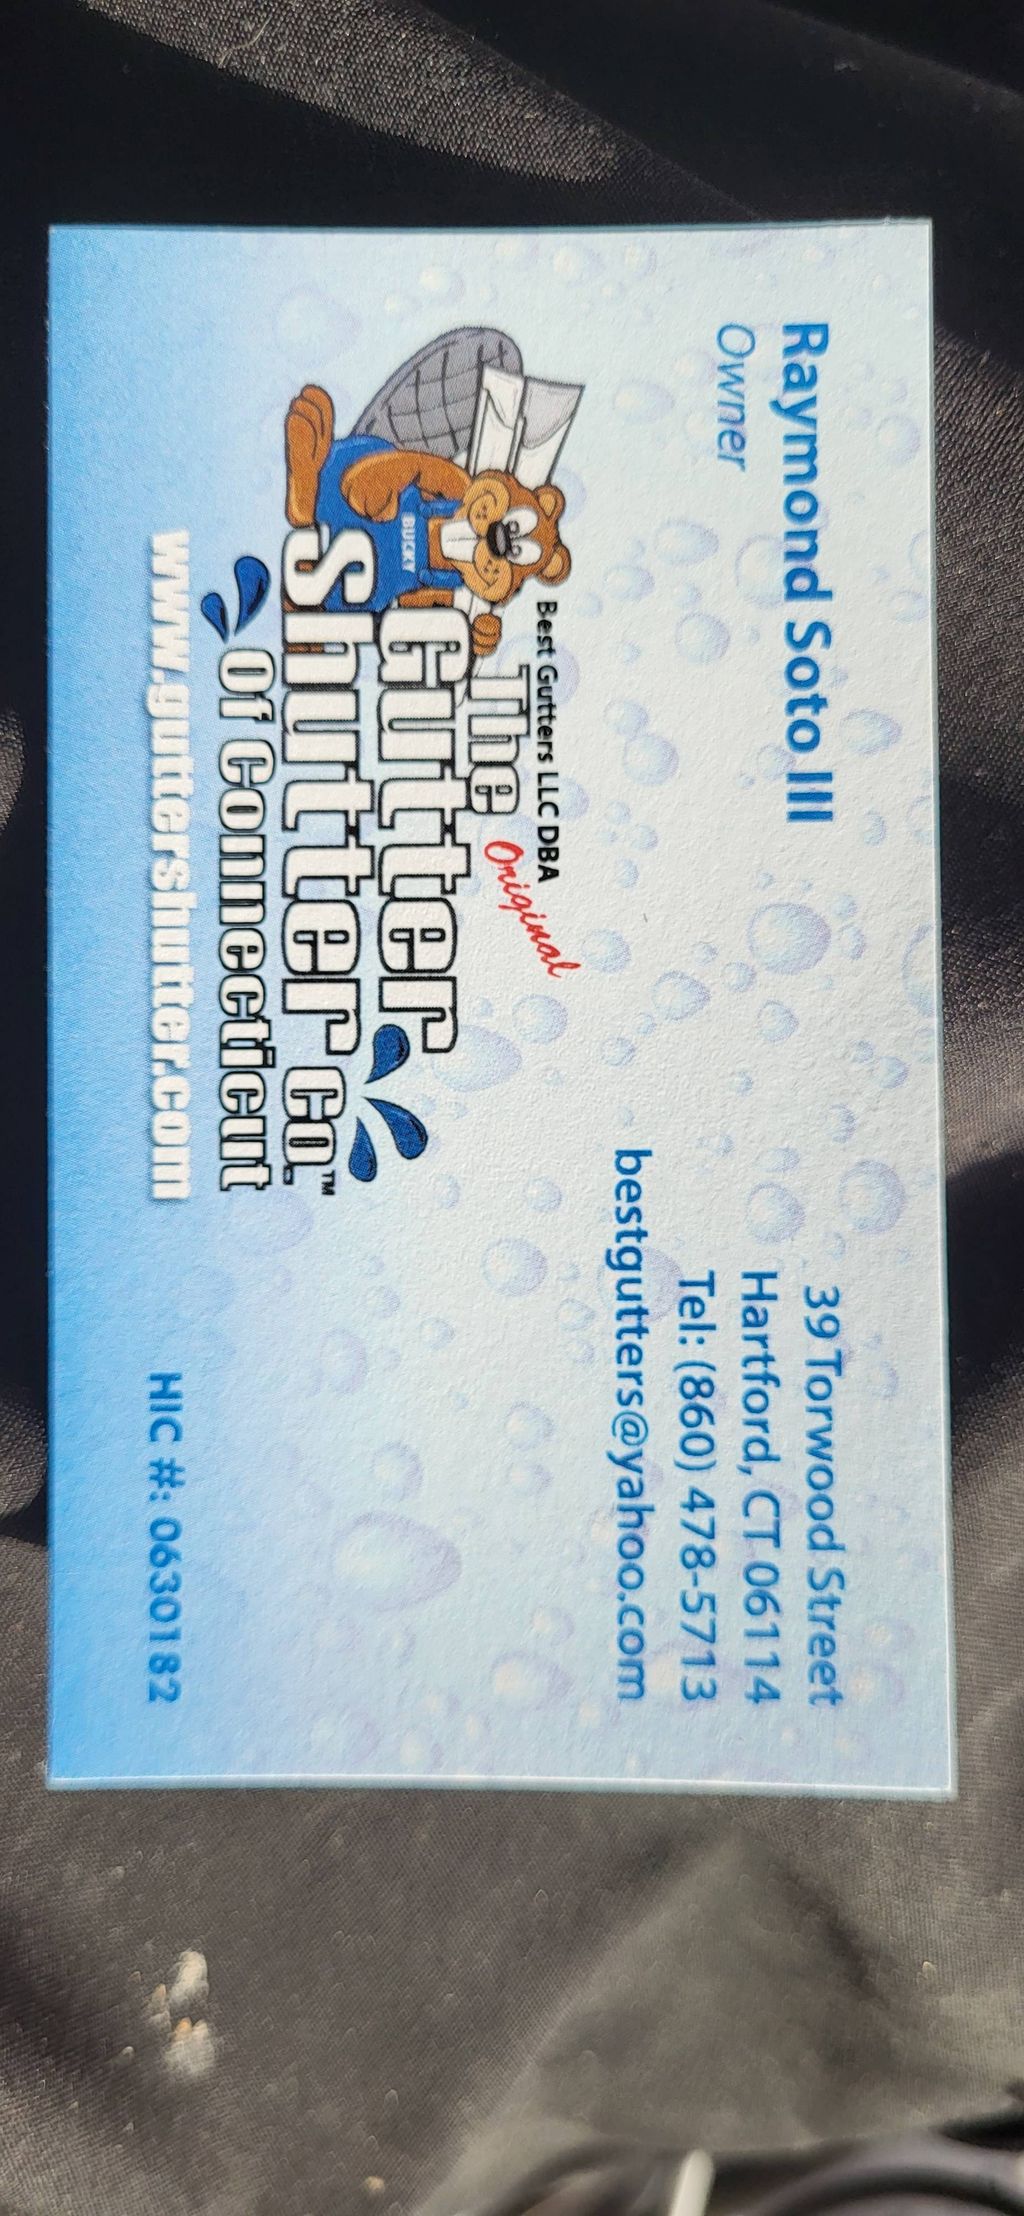 Raymond Soto III
Owner
39 Torwood Street
Hartford, CT 06114
Tel: (860) 478-5713
bestgutters@yahoo.com
Best Gutters LLC DBA
The Original
Gutter
Shutter Co.™
Of Connecticut
BUCKY
www.guttershutter.com
HIC #: 0630182